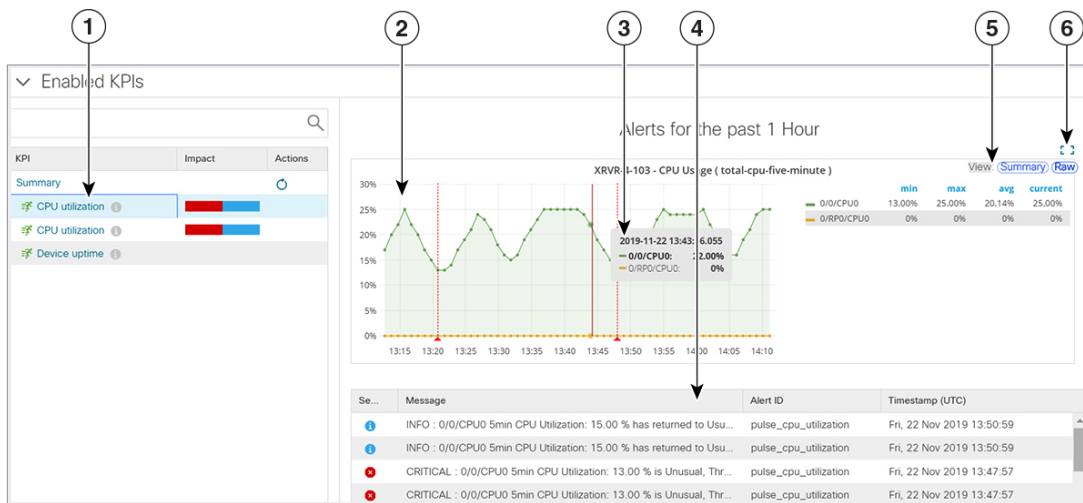 1 2 3 4 5 6
Enabled KPIs
KPI Impact Actions
Summary
CPU utilization
CPU utilization
Device uptime
Alerts for the past 1 Hour
View: Summary Raw
XRVR-4-103 - CPU Usage ( total-cpu-five-minute )
min max avg current
0/0/CPU0 13.00% 25.00% 20.14% 25.00%
0/RP0/CPU0 0% 0% 0% 0%
30%
25%
20%
15%
10%
5%
0%
2019-11-22 13:43: 6.055
0/0/CPU0: 22.00%
0/RP0/CPU0: 0%
13:15 13:20 13:25 13:30 13:35 13:40 13:45 13:50 13:55 14:00 14:05 14:10
Se... Message Alert ID Timestamp (UTC)
INFO : 0/0/CPU0 5min CPU Utilization: 15.00 % has returned to Usu... pulse_cpu_utilization Fri, 22 Nov 2019 13:50:59
INFO : 0/0/CPU0 5min CPU Utilization: 15.00 % has returned to Usu... pulse_cpu_utilization Fri, 22 Nov 2019 13:50:59
CRITICAL : 0/0/CPU0 5min CPU Utilization: 13.00 % is Unusual, Thr... pulse_cpu_utilization Fri, 22 Nov 2019 13:47:57
CRITICAL : 0/0/CPU0 5min CPU Utilization: 13.00 % is Unusual, Thr... pulse_cpu_utilization Fri, 22 Nov 2019 13:47:57